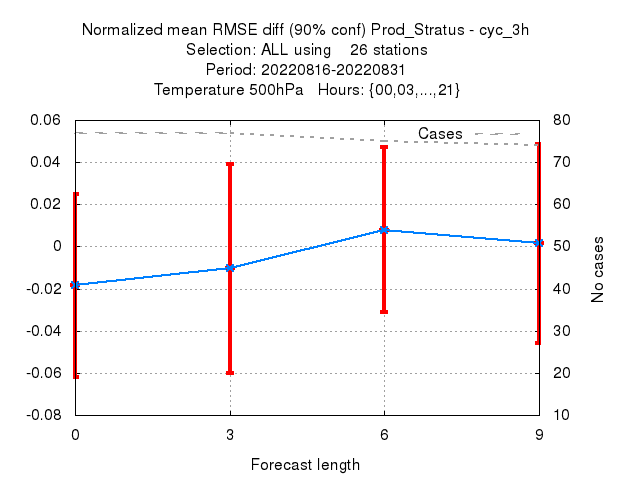 Normalized mean RMSE diff (90% conf) Prod_Stratus - cyc_3h
Selection: ALL using    26 stations
Period: 20220816-20220831
Temperature 500hPa   Hours: {00,03,...,21}
Cases
0.06
0.04
0.02
0
-0.02
-0.04
-0.06
-0.08
80
70
60
50
40
30
20
10
No cases
0 3 6 9
Forecast length